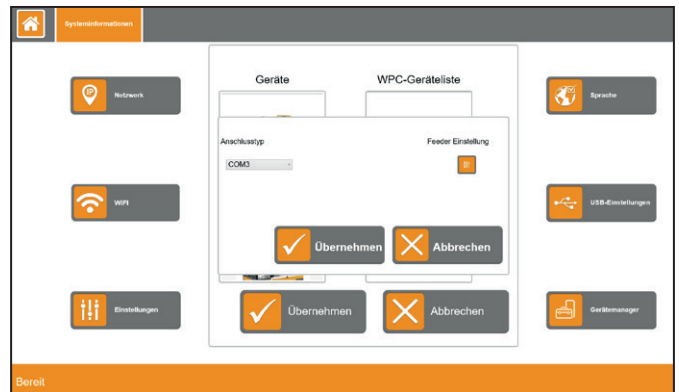 Systeminformationen
Geräte
WPC-Geräteliste
Netzwerk
Sprache
Anschlusstyp
Feeder Einstellung
COM3
WIFI
USB-Einstellungen
Übernehmen
Abbrechen
Einstellungen
Übernehmen
Abbrechen
Gerätemanager
Bereit